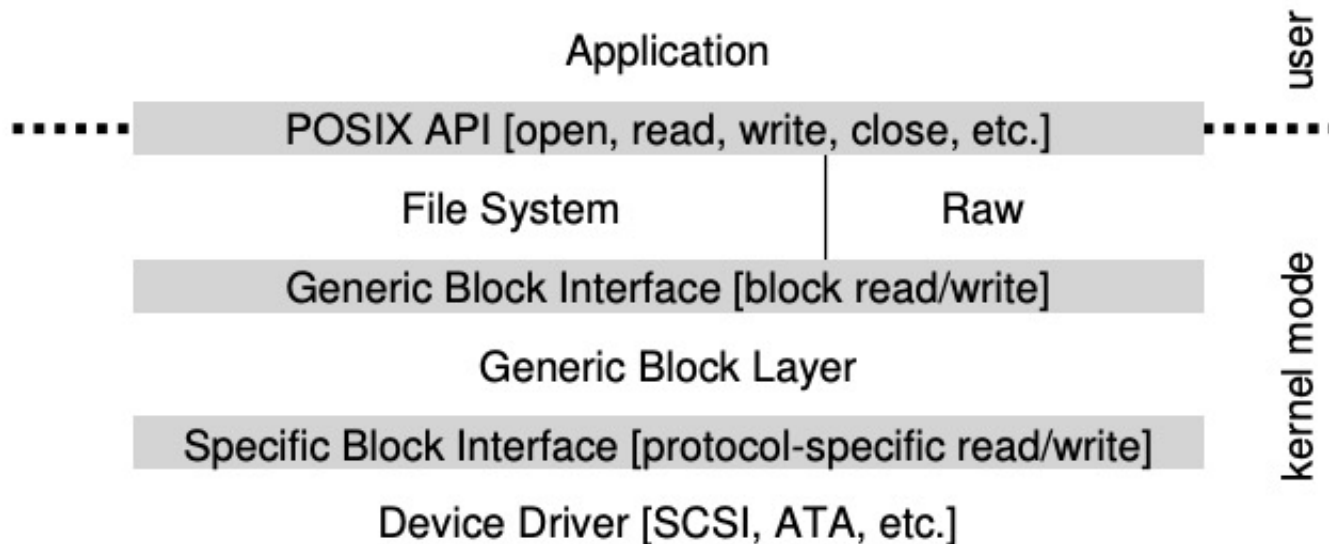 Application
user
POSIX API [open, read, write, close, etc.]
File System
Raw
Generic Block Interface [block read/write]
Generic Block Layer
Specific Block Interface [protocol-specific read/write]
Device Driver [SCSI, ATA, etc.]
kernel mode